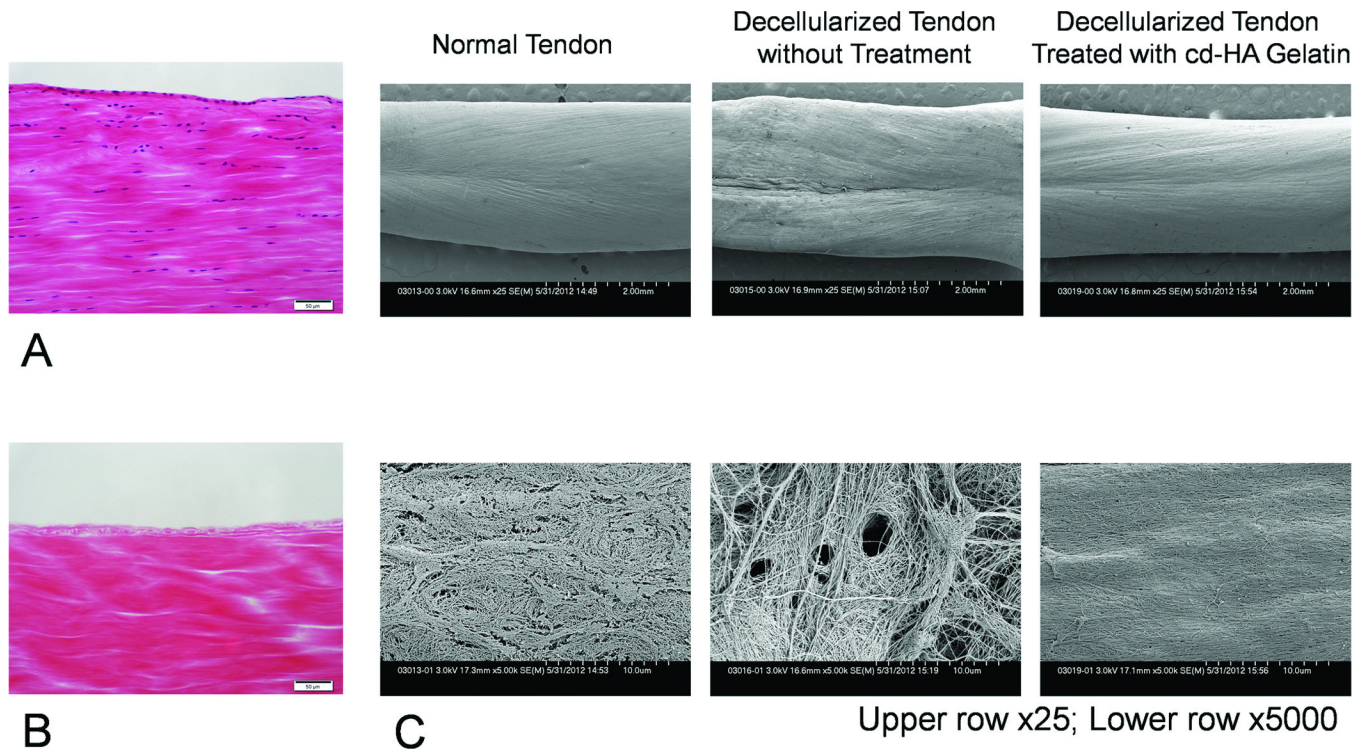 Normal Tendon
Decellularized Tendon
without Treatment
Decellularized Tendon
Treated with cd-HA Gelatin
50 µm
03013-00 3.0kV 16.6mm x25 SE(M) 5/31/2012 14:49 2.00mm
03015-00 3.0kV 16.9mm x25 SE(M) 5/31/2012 15:07 2.00mm
03019-00 3.0kV 16.8mm x25 SE(M) 5/31/2012 15:54 2.00mm
A
50 µm
03013-01 3.0kV 17.3mm x5.00k SE(M) 5/31/2012 14:53 10.0um
03016-01 3.0kV 16.6mm x5.00k SE(M) 5/31/2012 15:19 10.0um
03019-01 3.0kV 17.1mm x5.00k SE(M) 5/31/2012 15:56 10.0um
B
C
Upper row x25; Lower row x5000